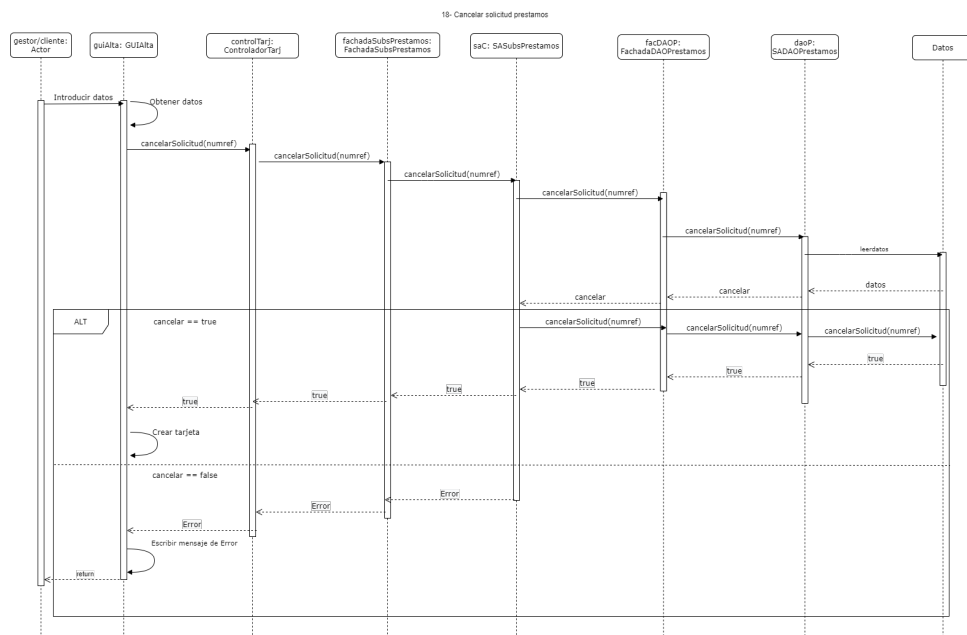 18- Cancelar solicitud prestamos
gestor/cliente:
Actor
guiAlta: GUIAlta
controlTarj:
ControladorTarj
fachadaSubsPrestamos:
FachadaSubsPrestamos
saC: SASubsPrestamos
facDAOP:
FachadaDAOPrestamos
daoP:
SADAOPrestamos
Datos
Introducir datos
Obtener datos
cancelarSolicitud(numref)
cancelarSolicitud(numref)
cancelarSolicitud(numref)
cancelarSolicitud(numref)
cancelarSolicitud(numref)
leerdatos
datos
cancelar
cancelar
ALT
cancelar == true
cancelarSolicitud(numref)
cancelarSolicitud(numref)
cancelarSolicitud(numref)
true
true
true
true
true
true
Crear tarjeta
cancelar == false
Error
Error
Error
Escribir mensaje de Error
return